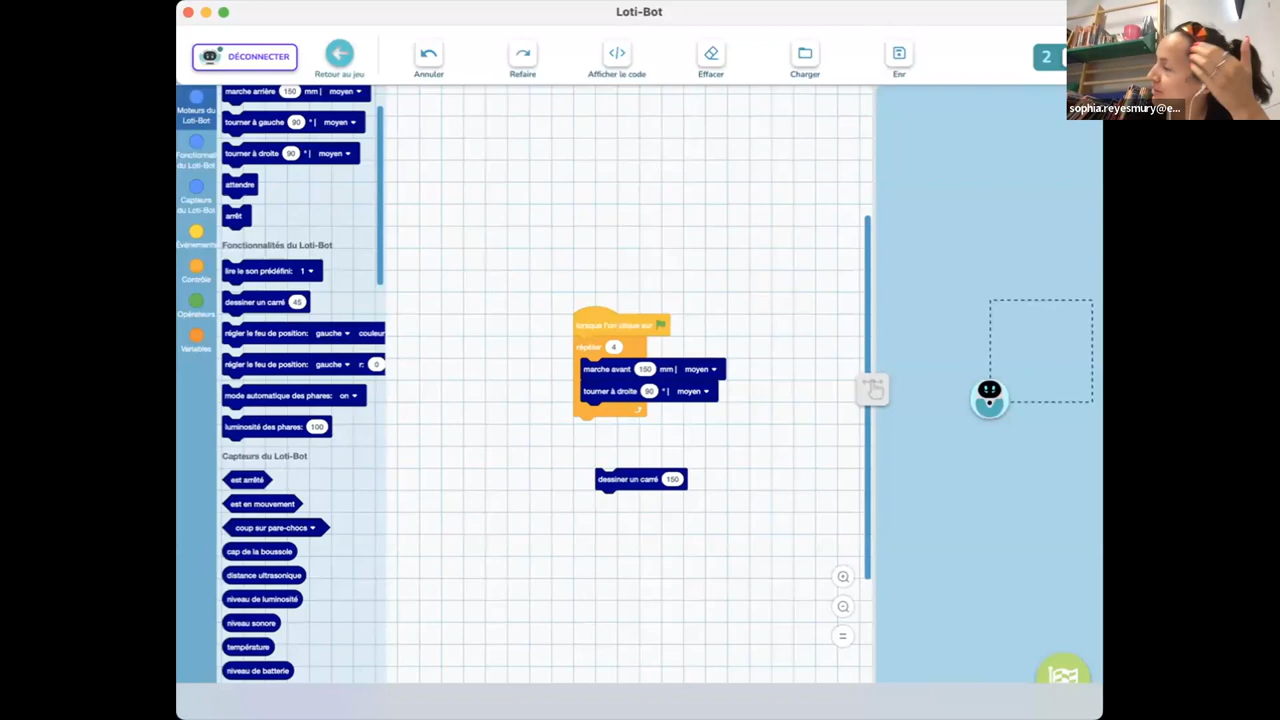 Loti-Bot
DÉCONNECTER
Retour au jeu
Annuler
Refaire
Afficher le code
Effacer
Charger
Enr
2
sophia.reyesmury@e...
Moteurs du
Loti-Bot
Fonctionnali
du Loti-Bot
Capteurs
du Loti-Bot
Événements
Contrôle
Opérateurs
Variables
marche arrière 150 mm | moyen
tourner à gauche 90 ° | moyen
tourner à droite 90 ° | moyen
attendre
arrêt
Fonctionnalités du Loti-Bot
lire le son prédéfini: 1
dessiner un carré 45
régler le feu de position: gauche couleur
régler le feu de position: gauche r: 0
mode automatique des phares: on
luminosité des phares: 100
Capteurs du Loti-Bot
est arrêté
est en mouvement
coup sur pare-chocs
cap de la boussole
distance ultrasonique
niveau de luminosité
niveau sonore
température
niveau de batterie
lorsque l'on clique sur
répéter 4
marche avant 150 mm | moyen
tourner à droite 90 ° | moyen
dessiner un carré 150